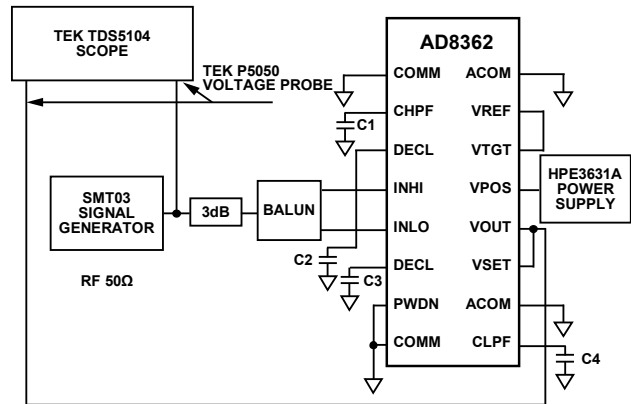 TEK TDS5104
SCOPE
TEK P5050
VOLTAGE PROBE
SMT03
SIGNAL
GENERATOR
RF 50Ω
3dB
BALUN
C1
C2
C3
AD8362
COMM
CHPF
DECL
INHI
INLO
DECL
PWDN
COMM
ACOM
VREF
VTGT
VPOS
VOUT
VSET
ACOM
CLPF
HPE3631A
POWER
SUPPLY
C4